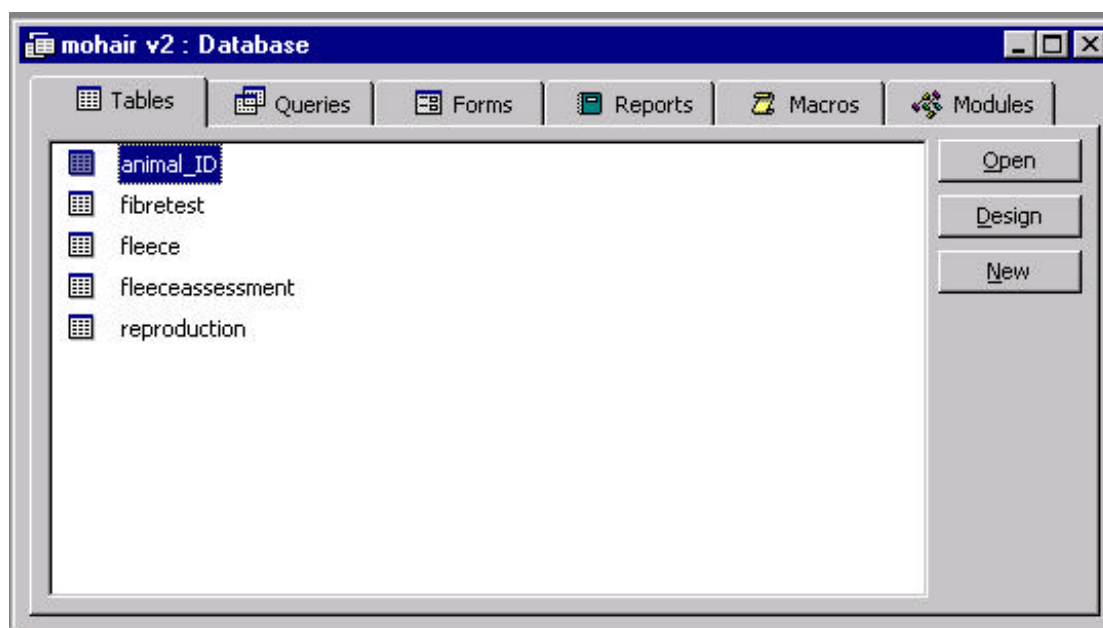 mohair v2 : Database
Tables Queries Forms Reports Macros Modules
animal_ID Open
fibretest
Design
fleece
New
fleeceassessment
reproduction